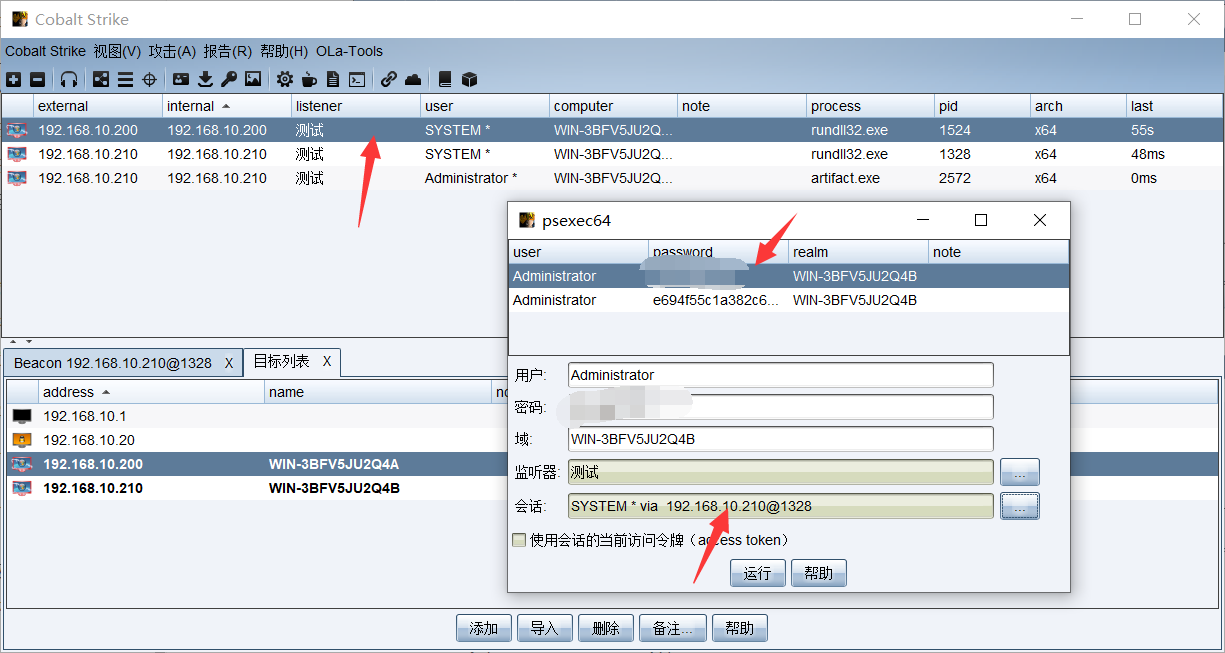 Cobalt Strike
Cobalt Strike 视图(V) 攻击(A) 报告(R) 帮助(H) OLa-Tools
external internal listener user computer note process pid arch last
192.168.10.200 192.168.10.200 测试 SYSTEM * WIN-3BFV5JU2Q... rundll32.exe 1524 x64 55s
192.168.10.210 192.168.10.210 测试 SYSTEM * WIN-3BFV5JU2Q... rundll32.exe 1328 x64 48ms
192.168.10.210 192.168.10.210 测试 Administrator * WIN-3BFV5JU2Q... artifact.exe 2572 x64 0ms
psexec64
user password realm note
Administrator WIN-3BFV5JU2Q4B
Administrator e694f55c1a382c6... WIN-3BFV5JU2Q4B
用户: Administrator
密码:
域: WIN-3BFV5JU2Q4B
监听器: 测试 ...
会话: SYSTEM * via 192.168.10.210@1328 ...
使用会话的当前访问令牌（access token）
运行 帮助
Beacon 192.168.10.210@1328 X 目标列表 X
address name
192.168.10.1
192.168.10.20
192.168.10.200 WIN-3BFV5JU2Q4A
192.168.10.210 WIN-3BFV5JU2Q4B
添加 导入 删除 备注... 帮助